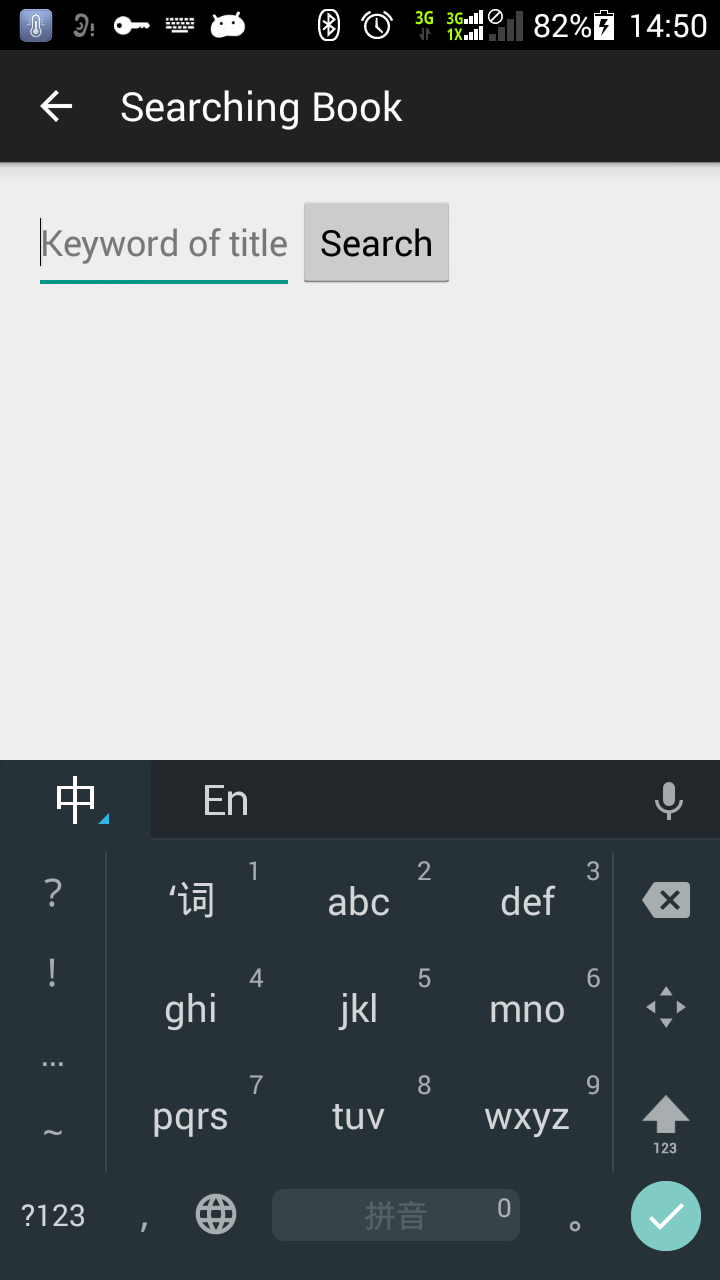 3G 3G 1X 82% 14:50
Searching Book
Keyword of title Search
中 En
? ‘词 1 abc 2 def 3
! ghi 4 jkl 5 mno 6
... pqrs 7 tuv 8 wxyz 9
~ 123
?123 , 拼音 0 。